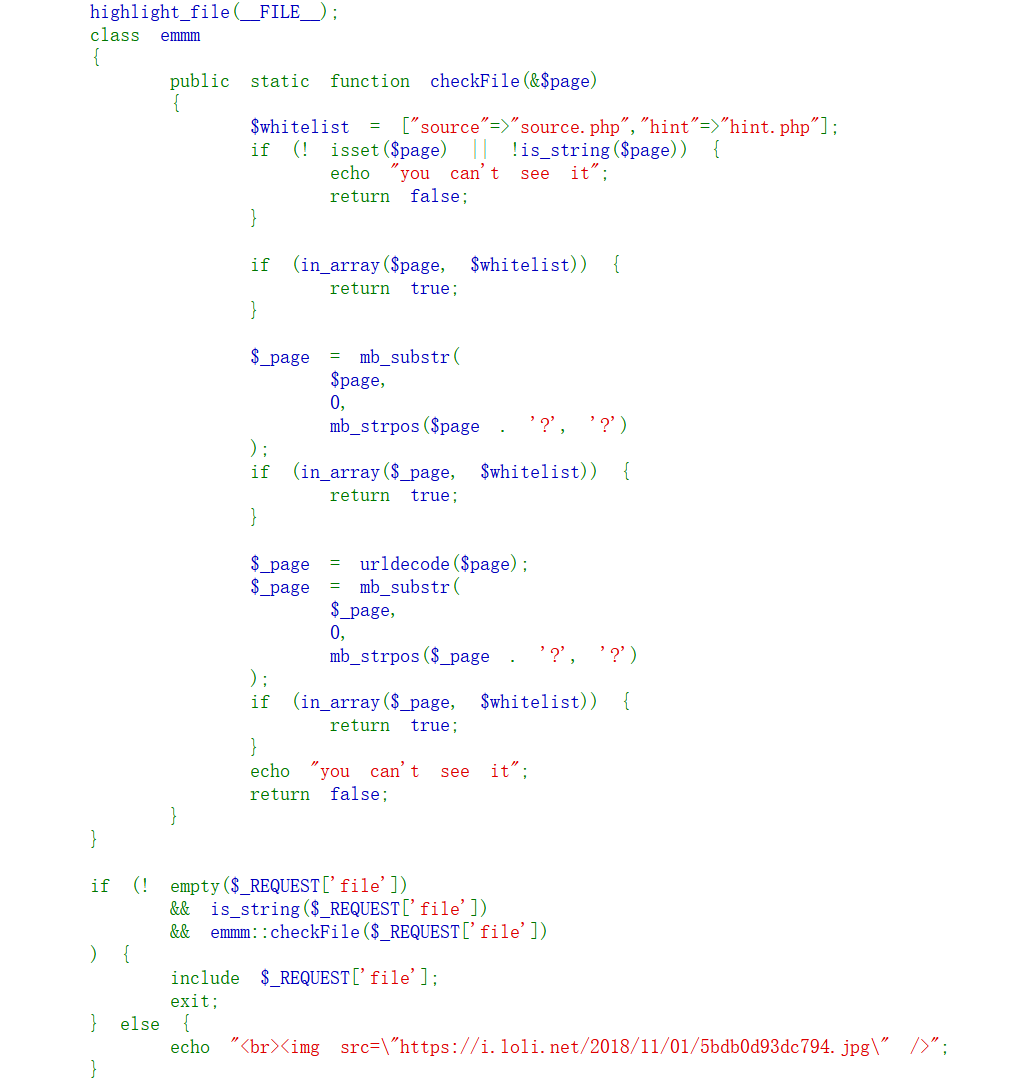 highlight_file(__FILE__);
class emmm
{
public static function checkFile(&$page)
{
$whitelist = ["source"=>"source.php","hint"=>"hint.php"];
if (! isset($page) || !is_string($page)) {
echo "you can't see it";
return false;
}
if (in_array($page, $whitelist)) {
return true;
}
$_page = mb_substr(
$page,
0,
mb_strpos($page . '?', '?')
);
if (in_array($_page, $whitelist)) {
return true;
}
$_page = urldecode($page);
$_page = mb_substr(
$_page,
0,
mb_strpos($_page . '?', '?')
);
if (in_array($_page, $whitelist)) {
return true;
}
echo "you can't see it";
return false;
}
}
if (! empty($_REQUEST['file'])
&& is_string($_REQUEST['file'])
&& emmm::checkFile($_REQUEST['file'])
) {
include $_REQUEST['file'];
exit;
} else {
echo "<br><img src=\"https://i.loli.net/2018/11/01/5bdb0d93dc794.jpg\" />";
}